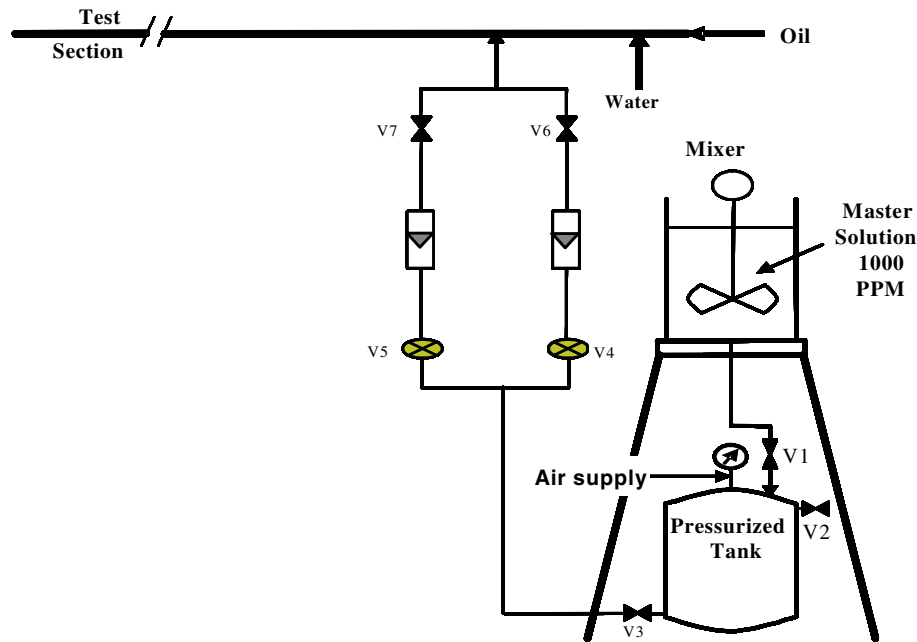 Test
Section
Oil
Water
V7
V6
Mixer
Master
Solution
1000
PPM
V5
V4
V1
Air supply
Pressurized
Tank
V2
V3